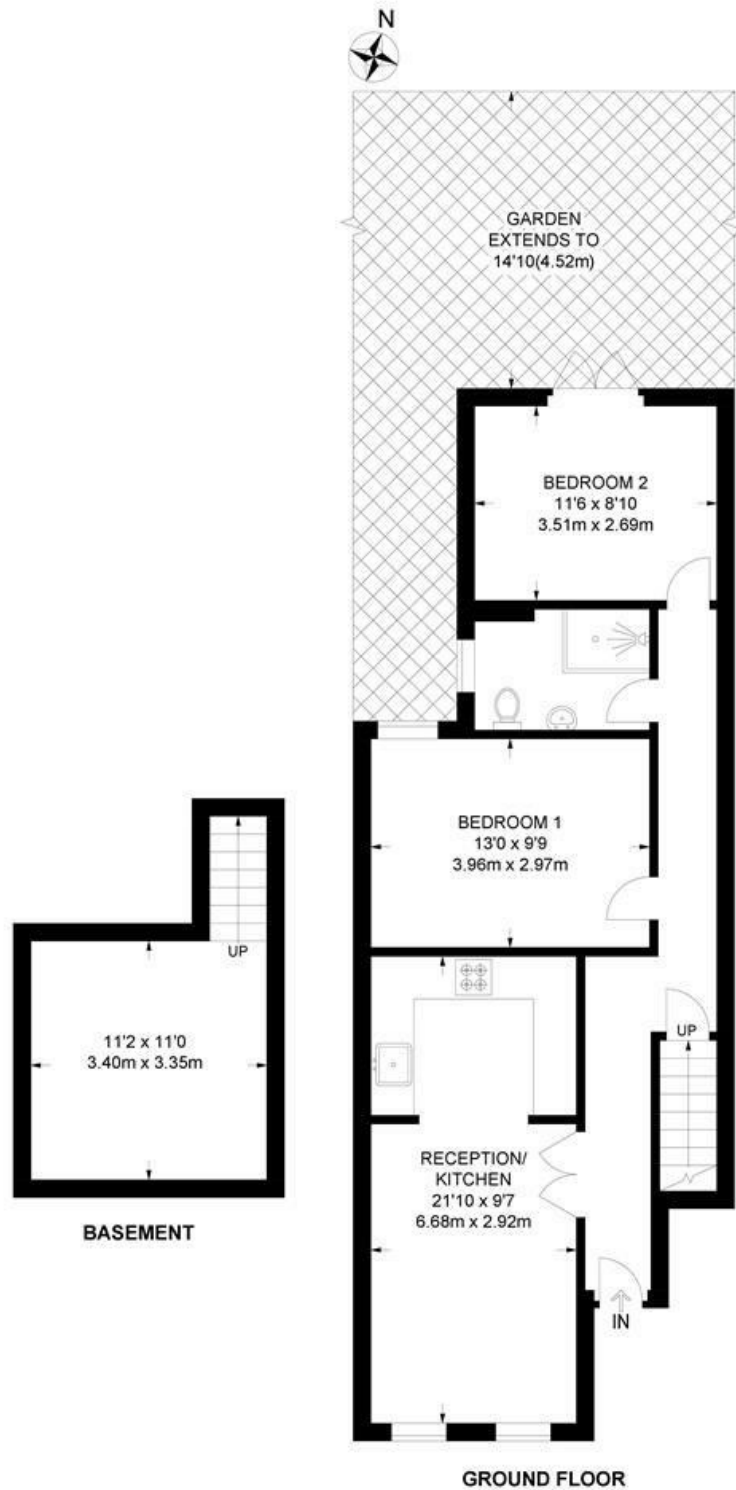 N
GARDEN
EXTENDS TO
14'10(4.52m)
BEDROOM 2
11'6 x 8'10
3.51m x 2.69m
BEDROOM 1
13'0 x 9'9
3.96m x 2.97m
UP
11'2 x 11'0
3.40m x 3.35m
BASEMENT
UP
RECEPTION/
KITCHEN
21'10 x 9'7
6.68m x 2.92m
IN
GROUND FLOOR